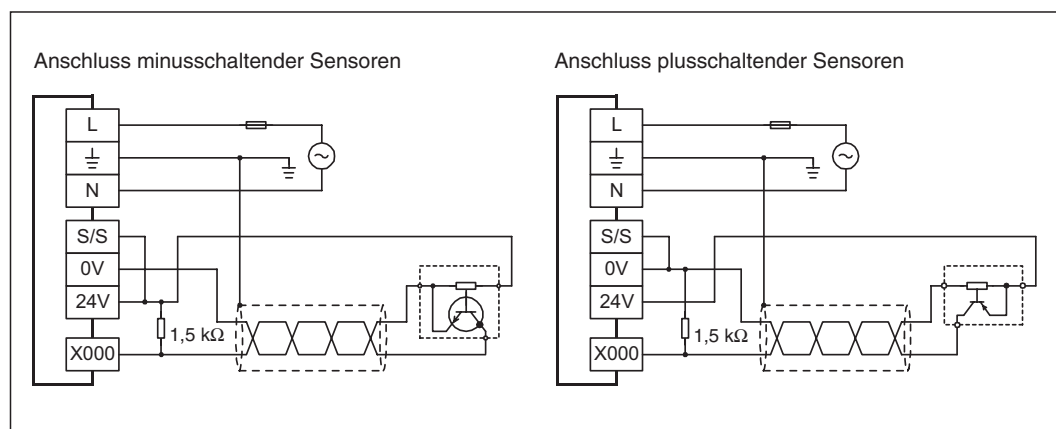 Anschluss minusschaltender Sensoren
L
N
S/S
0V
24V
X000
1,5 kΩ
Anschluss plusschaltender Sensoren
L
N
S/S
0V
24V
X000
1,5 kΩ